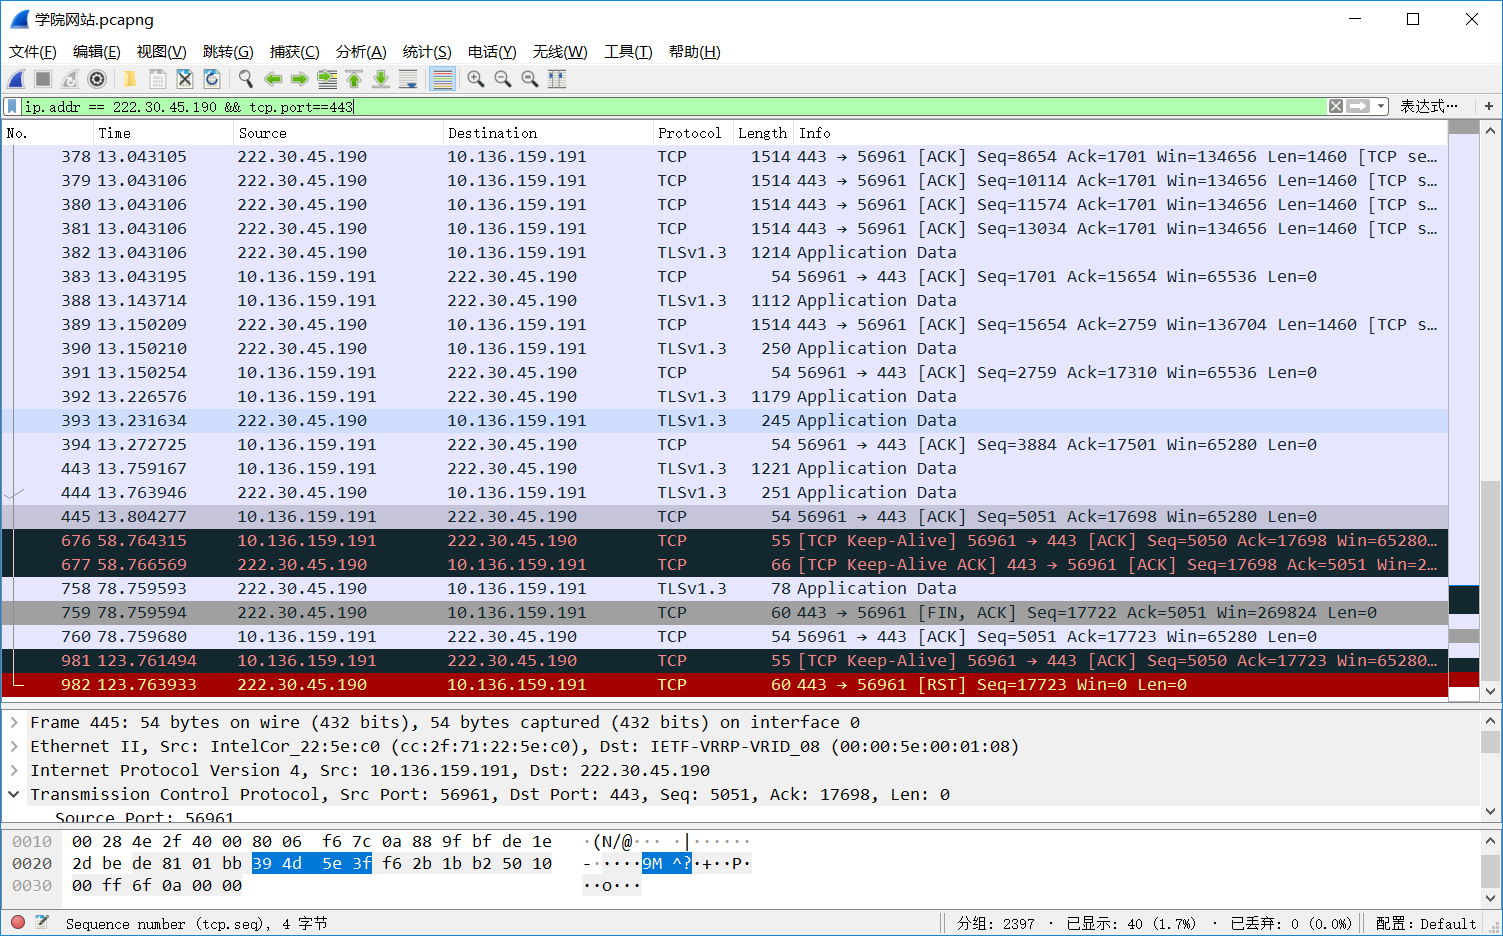 学院网站.pcapng
文件(F) 编辑(E) 视图(V) 跳转(G) 捕获(C) 分析(A) 统计(S) 电话(Y) 无线(W) 工具(T) 帮助(H)
ip.addr == 222.30.45.190 && tcp.port==443 表达式… +
No. Time Source Destination Protocol Length Info
378 13.043105 222.30.45.190 10.136.159.191 TCP 1514 443 → 56961 [ACK] Seq=8654 Ack=1701 Win=134656 Len=1460 [TCP se…
379 13.043106 222.30.45.190 10.136.159.191 TCP 1514 443 → 56961 [ACK] Seq=10114 Ack=1701 Win=134656 Len=1460 [TCP s…
380 13.043106 222.30.45.190 10.136.159.191 TCP 1514 443 → 56961 [ACK] Seq=11574 Ack=1701 Win=134656 Len=1460 [TCP s…
381 13.043106 222.30.45.190 10.136.159.191 TCP 1514 443 → 56961 [ACK] Seq=13034 Ack=1701 Win=134656 Len=1460 [TCP s…
382 13.043106 222.30.45.190 10.136.159.191 TLSv1.3 1214 Application Data
383 13.043195 10.136.159.191 222.30.45.190 TCP 54 56961 → 443 [ACK] Seq=1701 Ack=15654 Win=65536 Len=0
388 13.143714 10.136.159.191 222.30.45.190 TLSv1.3 1112 Application Data
389 13.150209 222.30.45.190 10.136.159.191 TCP 1514 443 → 56961 [ACK] Seq=15654 Ack=2759 Win=136704 Len=1460 [TCP s…
390 13.150210 222.30.45.190 10.136.159.191 TLSv1.3 250 Application Data
391 13.150254 10.136.159.191 222.30.45.190 TCP 54 56961 → 443 [ACK] Seq=2759 Ack=17310 Win=65536 Len=0
392 13.226576 10.136.159.191 222.30.45.190 TLSv1.3 1179 Application Data
393 13.231634 222.30.45.190 10.136.159.191 TLSv1.3 245 Application Data
394 13.272725 10.136.159.191 222.30.45.190 TCP 54 56961 → 443 [ACK] Seq=3884 Ack=17501 Win=65280 Len=0
443 13.759167 10.136.159.191 222.30.45.190 TLSv1.3 1221 Application Data
444 13.763946 222.30.45.190 10.136.159.191 TLSv1.3 251 Application Data
445 13.804277 10.136.159.191 222.30.45.190 TCP 54 56961 → 443 [ACK] Seq=5051 Ack=17698 Win=65280 Len=0
676 58.764315 10.136.159.191 222.30.45.190 TCP 55 [TCP Keep-Alive] 56961 → 443 [ACK] Seq=5050 Ack=17698 Win=65280…
677 58.766569 222.30.45.190 10.136.159.191 TCP 66 [TCP Keep-Alive ACK] 443 → 56961 [ACK] Seq=17698 Ack=5051 Win=2…
758 78.759593 222.30.45.190 10.136.159.191 TLSv1.3 78 Application Data
759 78.759594 222.30.45.190 10.136.159.191 TCP 60 443 → 56961 [FIN, ACK] Seq=17722 Ack=5051 Win=269824 Len=0
760 78.759680 10.136.159.191 222.30.45.190 TCP 54 56961 → 443 [ACK] Seq=5051 Ack=17723 Win=65280 Len=0
981 123.761494 10.136.159.191 222.30.45.190 TCP 55 [TCP Keep-Alive] 56961 → 443 [ACK] Seq=5050 Ack=17723 Win=65280…
982 123.763933 222.30.45.190 10.136.159.191 TCP 60 443 → 56961 [RST] Seq=17723 Win=0 Len=0
Frame 445: 54 bytes on wire (432 bits), 54 bytes captured (432 bits) on interface 0
Ethernet II, Src: IntelCor_22:5e:c0 (cc:2f:71:22:5e:c0), Dst: IETF-VRRP-VRID_08 (00:00:5e:00:01:08)
Internet Protocol Version 4, Src: 10.136.159.191, Dst: 222.30.45.190
Transmission Control Protocol, Src Port: 56961, Dst Port: 443, Seq: 5051, Ack: 17698, Len: 0
Source Port: 56961
0010 00 28 4e 2f 40 00 80 06 f6 7c 0a 88 9f bf de 1e ·(N/@··· ·|······
0020 2d be de 81 01 bb 39 4d 5e 3f f6 2b 1b b2 50 10 -·····9M ^?·+··P·
0030 00 ff 6f 0a 00 00 ··o···
Sequence number (tcp.seq), 4 字节 分组: 2397 · 已显示: 40 (1.7%) · 已丢弃: 0 (0.0%) 配置: Default